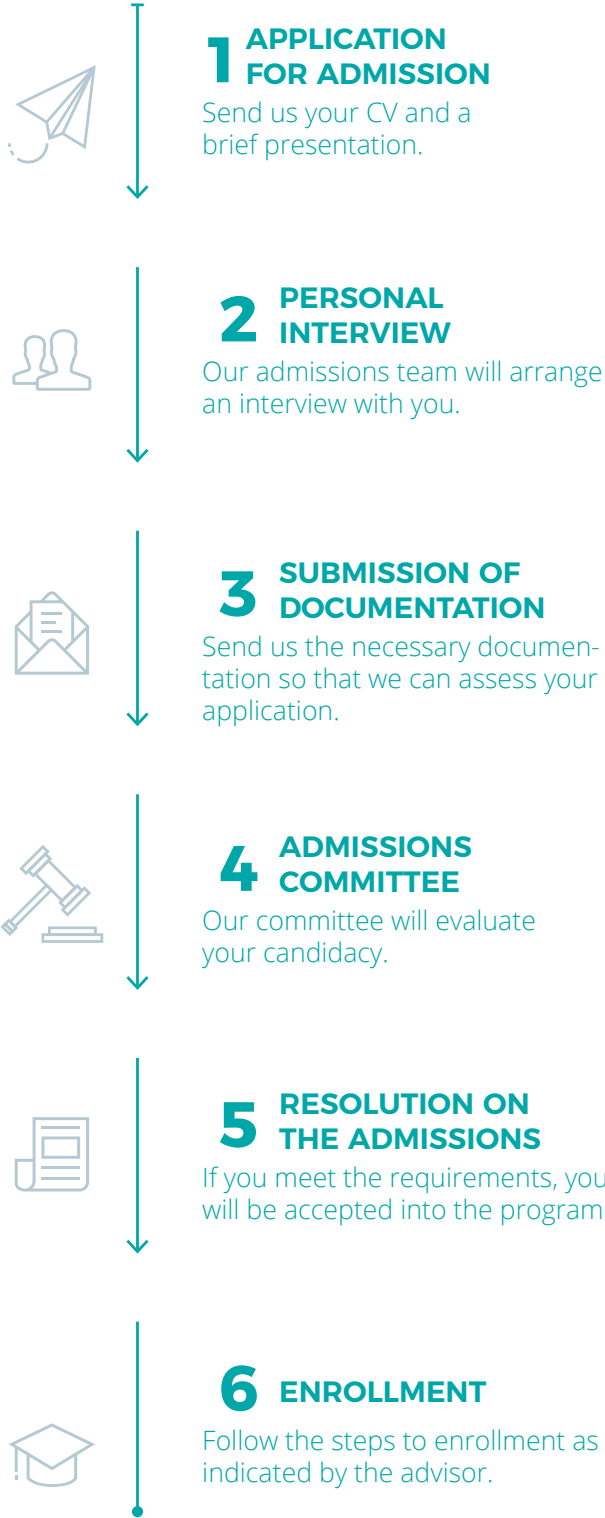 1 APPLICATION
FOR ADMISSION
Send us your CV and a
brief presentation.
2 PERSONAL
INTERVIEW
Our admissions team will arrange
an interview with you.
3 SUBMISSION OF
DOCUMENTATION
Send us the necessary documen-
tation so that we can assess your
application.
4 ADMISSIONS
COMMITTEE
Our committee will evaluate
your candidacy.
5 RESOLUTION ON
THE ADMISSIONS
If you meet the requirements, you
will be accepted into the program
6 ENROLLMENT
Follow the steps to enrollment as
indicated by the advisor.